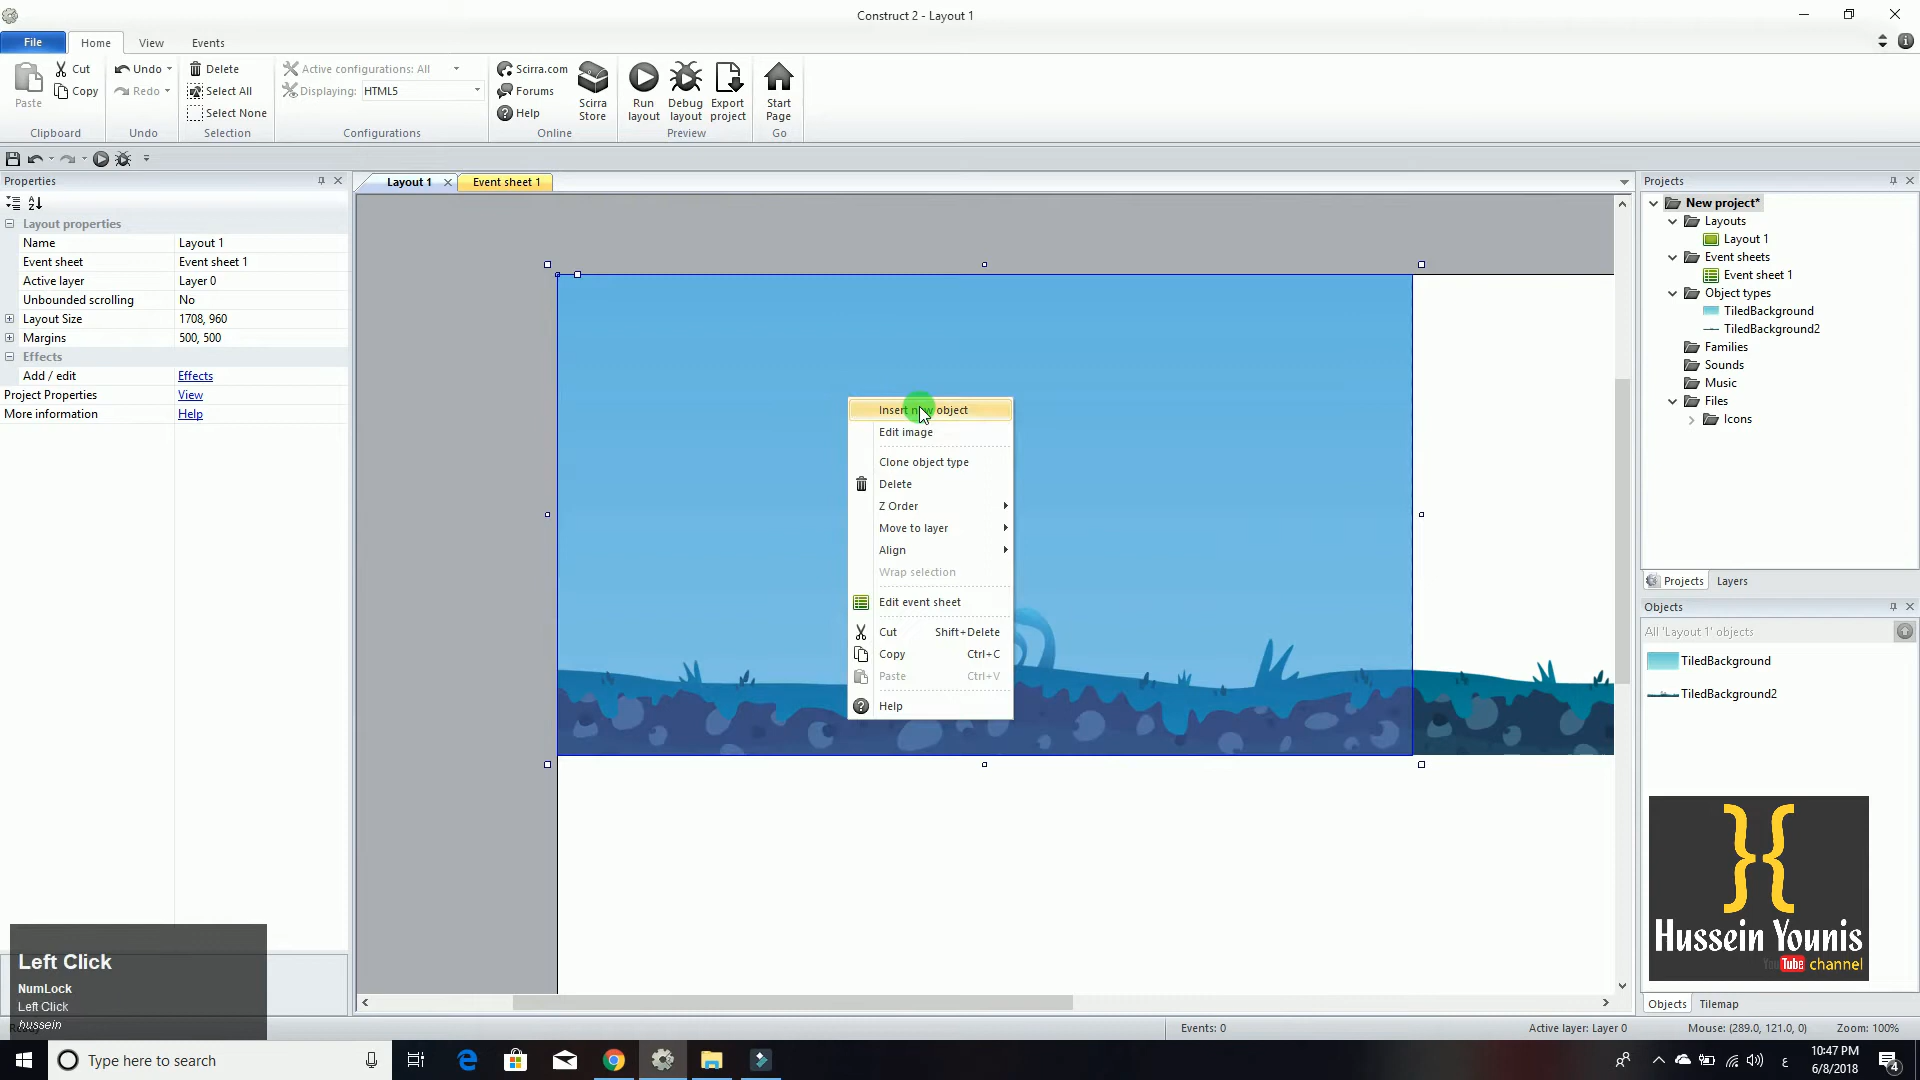 Construct 2 - Layout 1
File
Home
View
Events
Paste
Cut
Copy
Clipboard
Undo
Redo
Undo
Delete
Select All
Select None
Selection
Active configurations: All
Displaying:
HTML5
Configurations
Scirra.com
Forums
Help
Scirra
Store
Online
Run
layout
Debug
layout
Export
project
Preview
Start
Page
Go
Properties
Layout properties
Name
Layout 1
Event sheet
Event sheet 1
Active layer
Layer 0
Unbounded scrolling
No
Layout Size
1708, 960
Margins
500, 500
Effects
Add / edit
Effects
Project Properties
View
More information
Help
Layout 1
Event sheet 1
Insert new object
Edit image
Clone object type
Delete
Z Order
Move to layer
Align
Wrap selection
Edit event sheet
Cut Shift+Delete
Copy Ctrl+C
Paste Ctrl+V
Help
Projects
New project*
Layouts
Layout 1
Event sheets
Event sheet 1
Object types
TiledBackground
TiledBackground2
Families
Sounds
Music
Files
Icons
Projects
Layers
Objects
All 'Layout 1' objects
TiledBackground
TiledBackground2
Hussein Younis
YouTube channel
Objects
Tilemap
Left Click
NumLock
Left Click
hussein
Events: 0
Active layer: Layer 0
Mouse: (289.0, 121.0, 0)
Zoom: 100%
Type here to search
ع
10:47 PM
6/8/2018
4